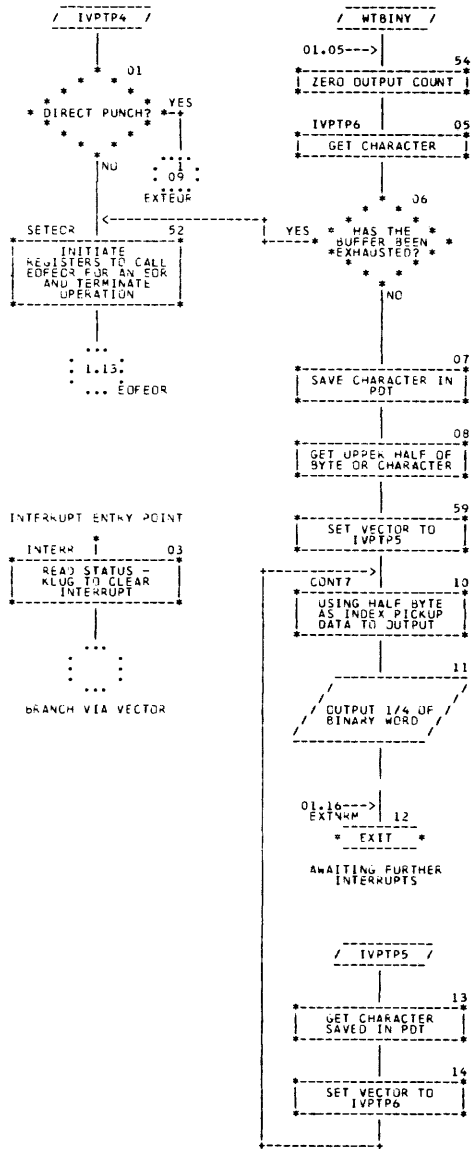 / IVPTP4 /
01
DIRECT PUNCH?
YES
NO
1
09
EXTEOR
SETEOR 52
INITIATE
REGISTERS TO CALL
EOFEOR FOR AN EOR
AND TERMINATE
OPERATION
1.13.
EOFEOR
INTERRUPT ENTRY POINT
INTERR 03
READ STATUS -
KLUG TO CLEAR
INTERRUPT
BRANCH VIA VECTOR
/ WTBINY /
01.05--->
54
ZERO OUTPUT COUNT
IVPTP6 05
GET CHARACTER
06
HAS THE
BUFFER BEEN
EXHAUSTED?
YES
NO
07
SAVE CHARACTER IN
PDT
08
GET UPPER HALF OF
BYTE OR CHARACTER
59
SET VECTOR TO
IVPTP5
CONT7 10
USING HALF BYTE
AS INDEX PICKUP
DATA TO OUTPUT
11
OUTPUT 1/4 OF
BINARY WORD
01.16--->
EXTNRM 12
* EXIT *
AWAITING FURTHER
INTERRUPTS
/ IVPTP5 /
13
GET CHARACTER
SAVED IN PDT
14
SET VECTOR TO
IVPTP6